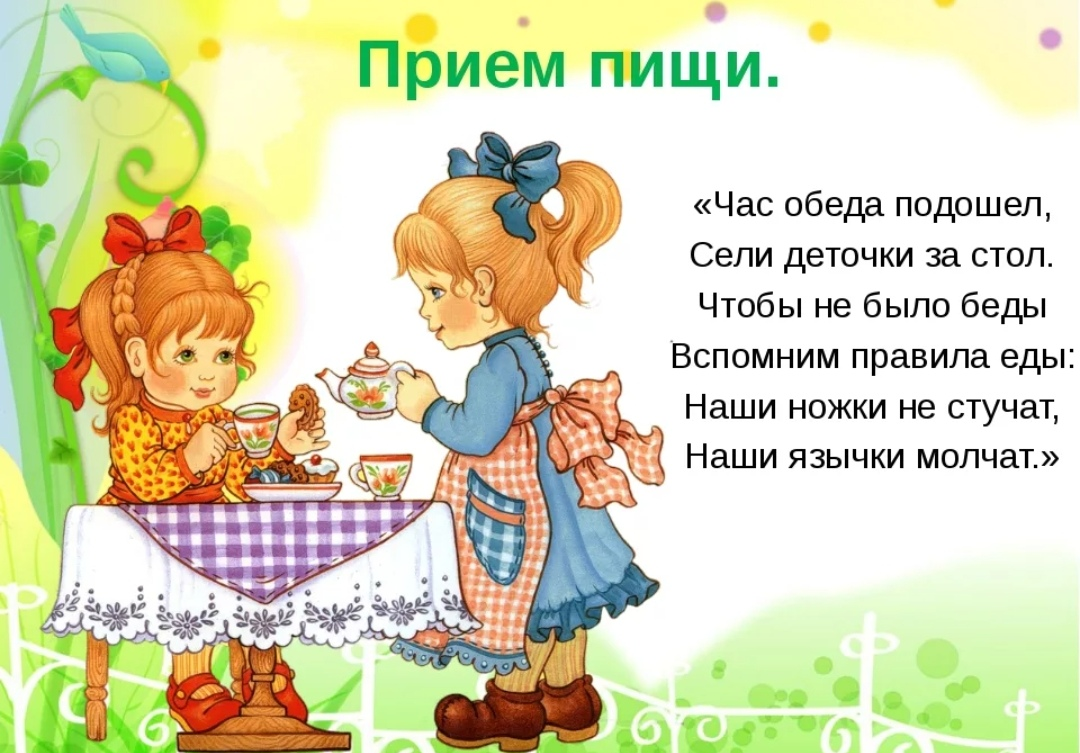 Прием пищи.
«Час обеда подошел,
Сели деточки за стол.
Чтобы не было беды
Вспомним правила еды:
Наши ножки не стучат,
Наши язычки молчат.»